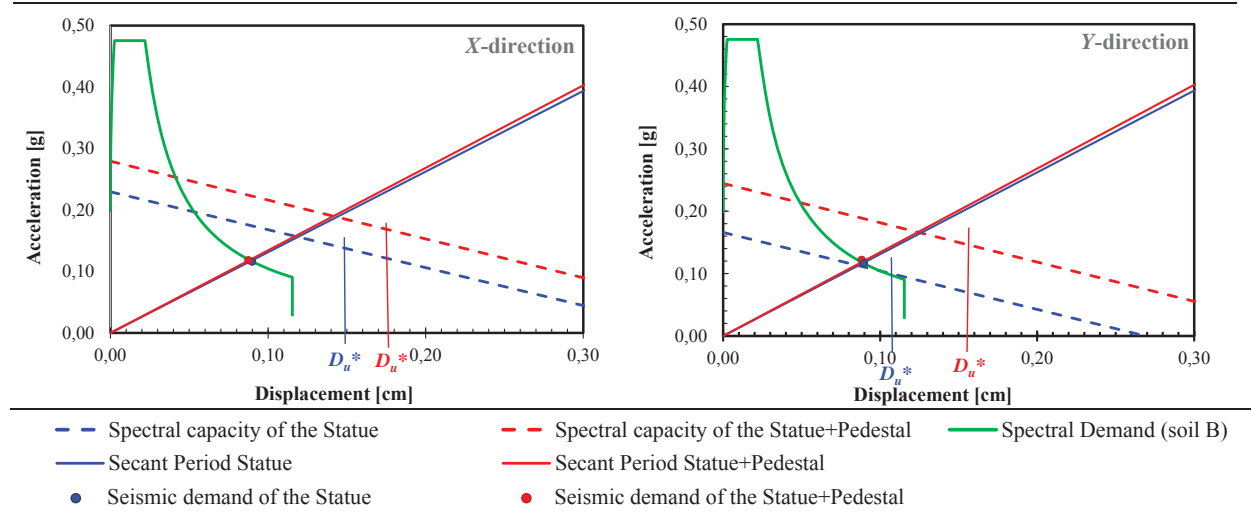 X-direction
Acceleration [g]
0,50
0,40
0,30
0,20
0,10
0,00
0,00 0,10 0,20 0,30
Du* Du*
Displacement [cm]
Y-direction
Acceleration [g]
0,50
0,40
0,30
0,20
0,10
0,00
0,00 0,10 0,20 0,30
Du* Du*
Displacement [cm]
Spectral capacity of the Statue Spectral capacity of the Statue+Pedestal Spectral Demand (soil B)
Secant Period Statue Secant Period Statue+Pedestal
Seismic demand of the Statue Seismic demand of the Statue+Pedestal